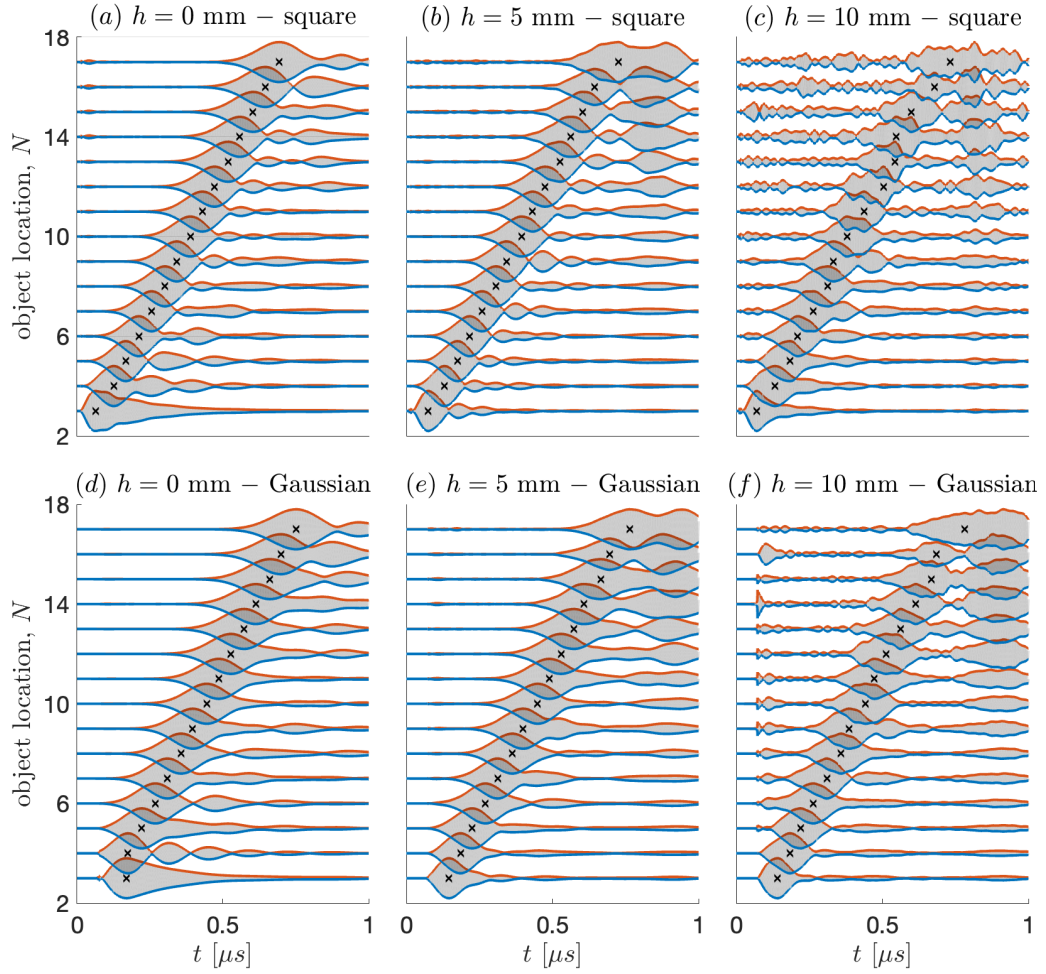 (a) h = 0 mm – square
(b) h = 5 mm – square
(c) h = 10 mm – square
18
14
10
6
2
object location, N
(d) h = 0 mm – Gaussian
(e) h = 5 mm – Gaussian
(f) h = 10 mm – Gaussian
18
14
10
6
2
object location, N
0 0.5 1
0 0.5 1
0 0.5 1
t [μs]
t [μs]
t [μs]